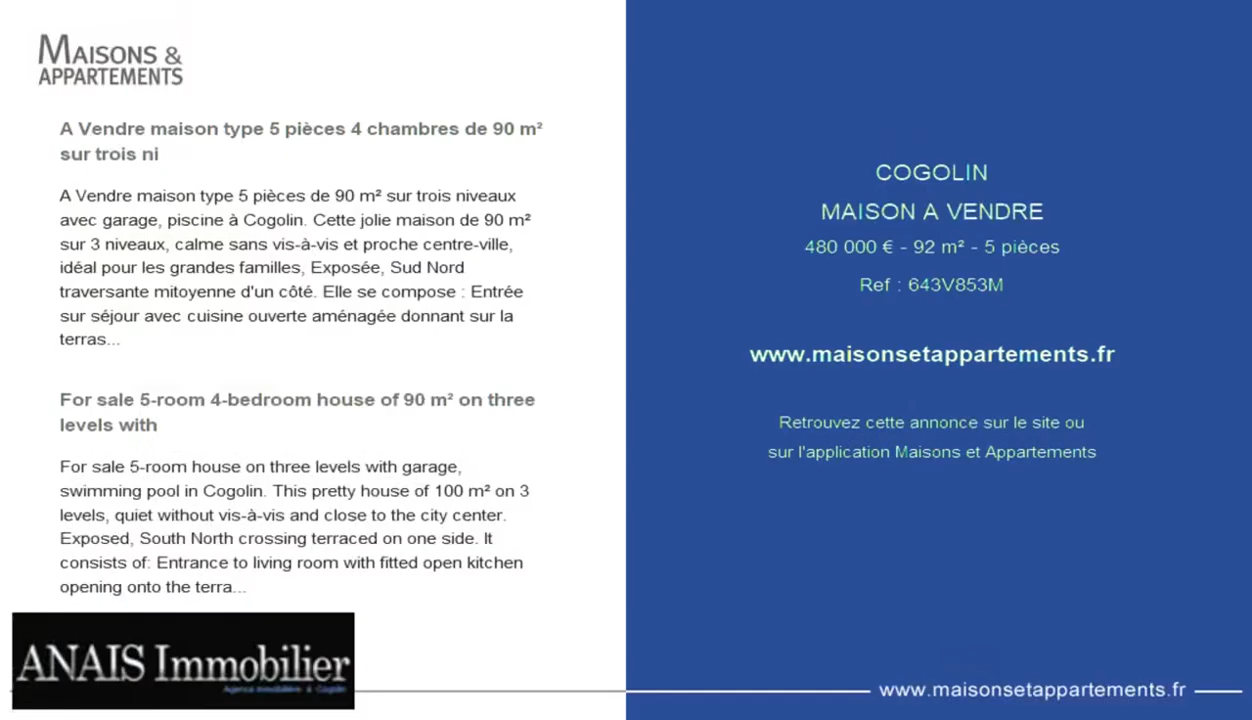 MAISONS &
APPARTEMENTS
A Vendre maison type 5 pièces 4 chambres de 90 m²
sur trois ni
A Vendre maison type 5 pièces de 90 m² sur trois niveaux
avec garage, piscine à Cogolin. Cette jolie maison de 90 m²
sur 3 niveaux, calme sans vis-à-vis et proche centre-ville,
idéal pour les grandes familles, Exposée, Sud Nord
traversante mitoyenne d'un côté. Elle se compose : Entrée
sur séjour avec cuisine ouverte aménagée donnant sur la
terras...
For sale 5-room 4-bedroom house of 90 m² on three
levels with
For sale 5-room house on three levels with garage,
swimming pool in Cogolin. This pretty house of 100 m² on 3
levels, quiet without vis-à-vis and close to the city center.
Exposed, South North crossing terraced on one side. It
consists of: Entrance to living room with fitted open kitchen
opening onto the terra...
ANAIS Immobilier
Agence immobilière à Cogolin
COGOLIN
MAISON A VENDRE
480 000 € - 92 m² - 5 pièces
Ref : 643V853M
www.maisonsetappartements.fr
Retrouvez cette annonce sur le site ou
sur l'application Maisons et Appartements
www.maisonsetappartements.fr